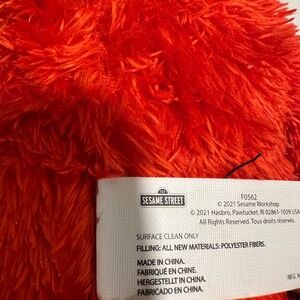 SESAME STREET
F0562
© 2021 Sesame Workshop
© 2021 Hasbro, Pawtucket, RI 02861-1059 USA
All Rights Reserved. Tous droits réservés.
SURFACE CLEAN ONLY
FILLING: ALL NEW MATERIALS: POLYESTER FIBERS.
MADE IN CHINA. REG. N
FABRIQUÉ EN CHINE.
HERGESTELLT IN CHINA.
FABRICADO EN CHINA.